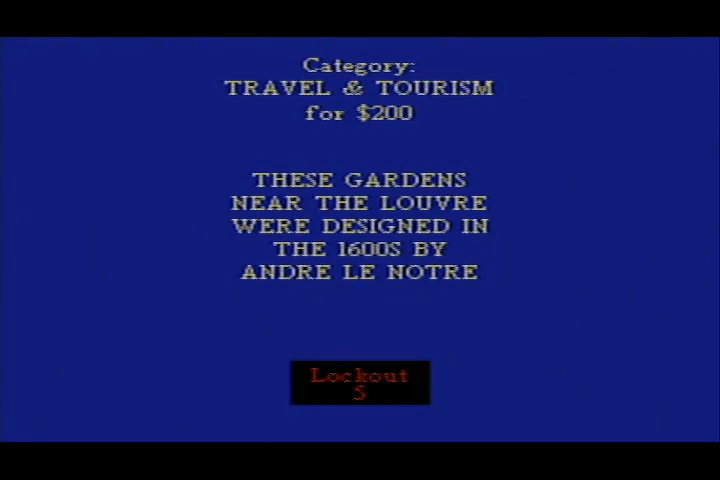 Category:
TRAVEL & TOURISM
for $200
THESE GARDENS
NEAR THE LOUVRE
WERE DESIGNED IN
THE 1600S BY
ANDRE LE NOTRE
Lockout
5